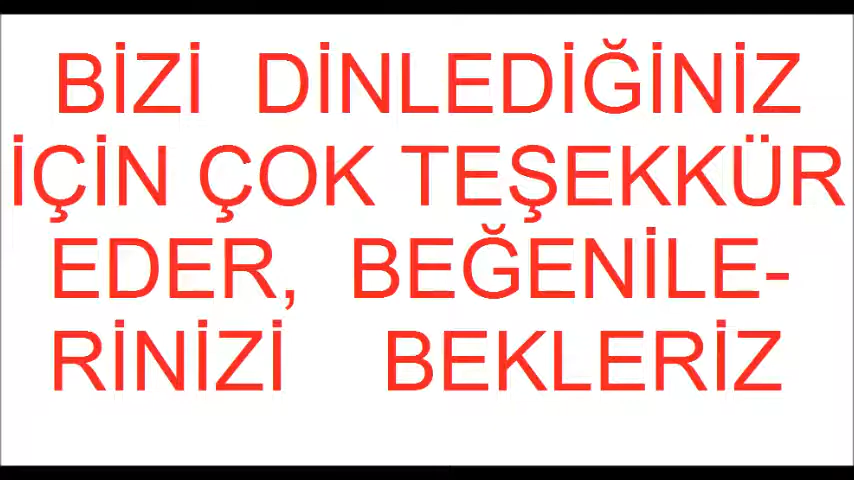 BİZİ DİNLEDİĞİNİZ
İÇİN ÇOK TEŞEKKÜR
EDER, BEĞENİLE-
RİNİZİ BEKLERİZ